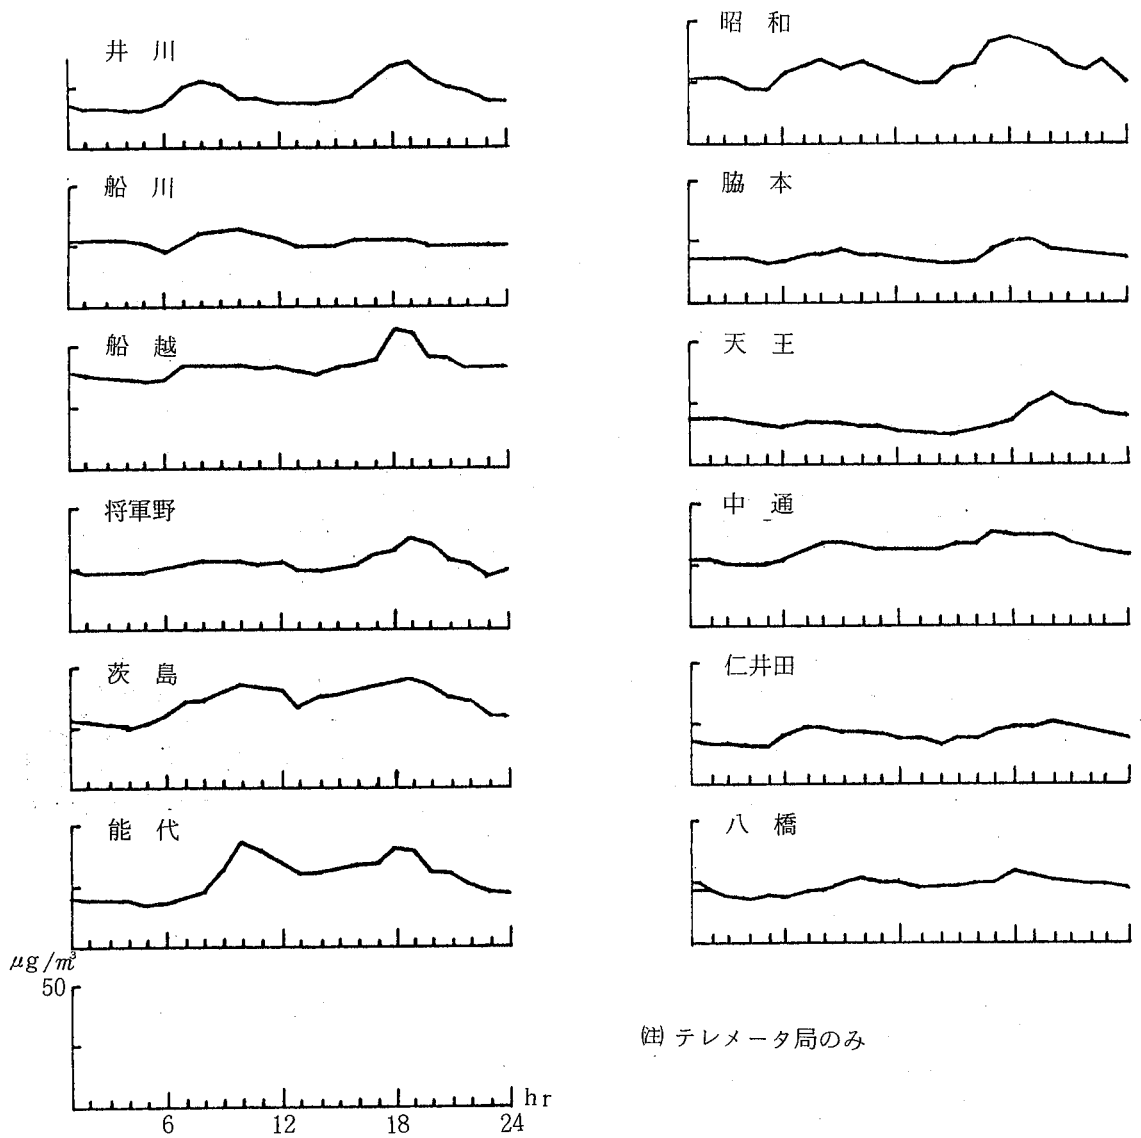 井 川
船 川
船 越
将軍野
茨 島
能 代
μg/m³
50
6 12 18 24 hr
昭 和
脇 本
天 王
中 通
仁井田
八 橋
(注) テレメータ局のみ